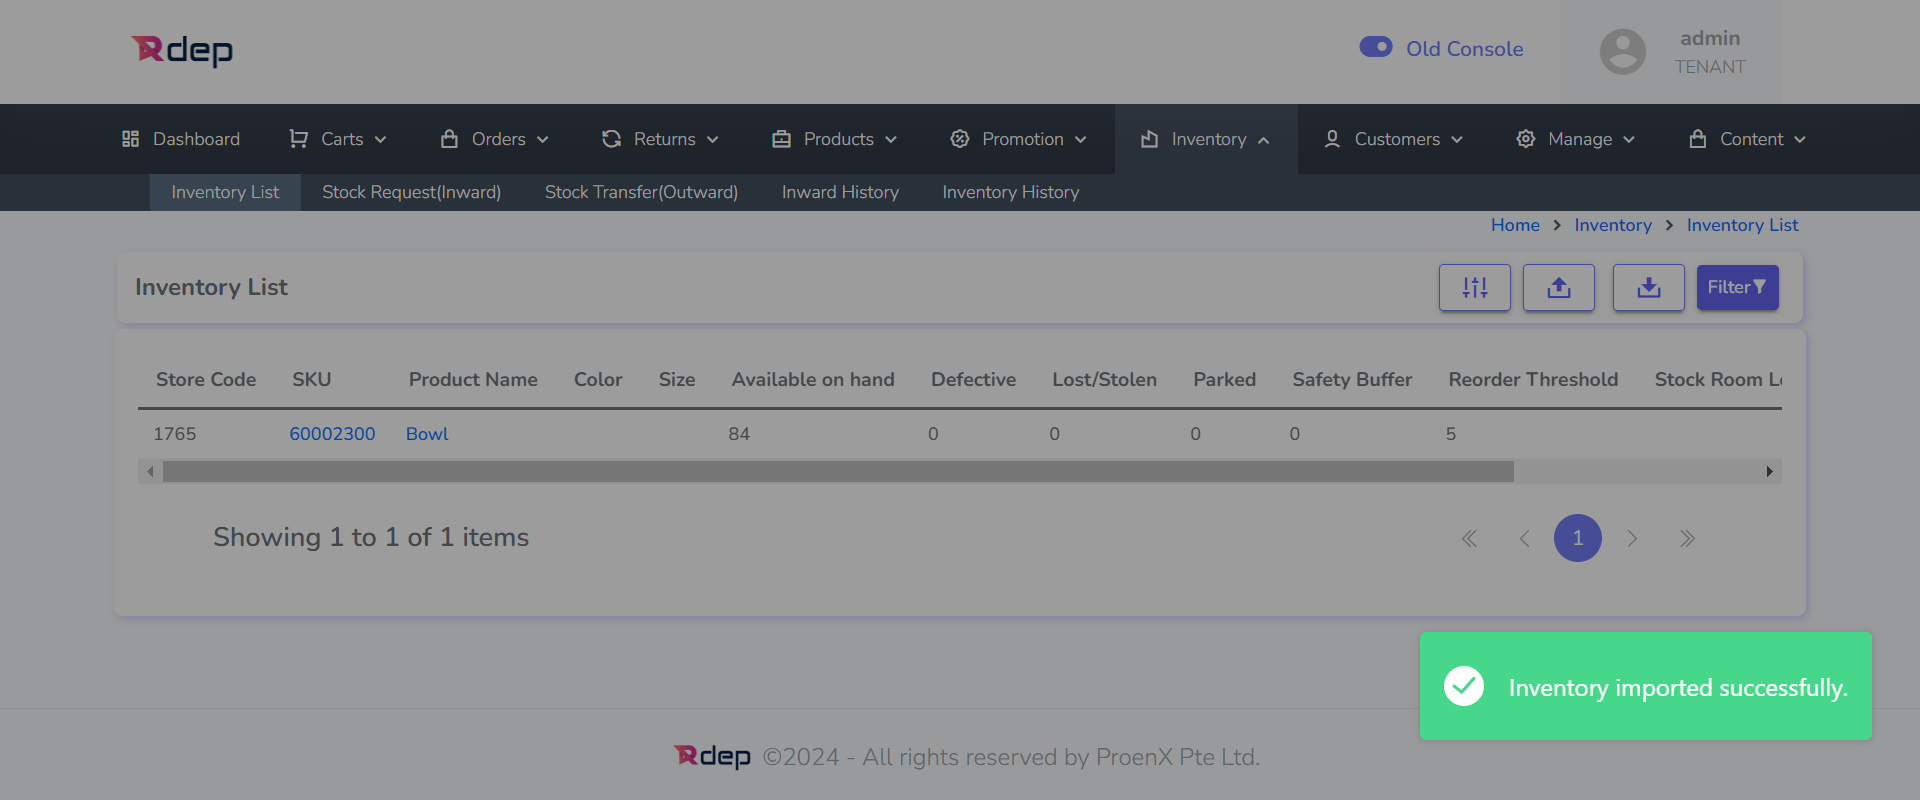 Rdep
Old Console
admin
TENANT
Dashboard Carts Orders Returns Products Promotion Inventory Customers Manage Content
Inventory List Stock Request(Inward) Stock Transfer(Outward) Inward History Inventory History
Home > Inventory > Inventory List
Inventory List
Filter
Store Code SKU Product Name Color Size Available on hand Defective Lost/Stolen Parked Safety Buffer Reorder Threshold Stock Room
1765 60002300 Bowl 84 0 0 0 0 5
Showing 1 to 1 of 1 items
1
Inventory imported successfully.
Rdep ©2024 - All rights reserved by ProenX Pte Ltd.